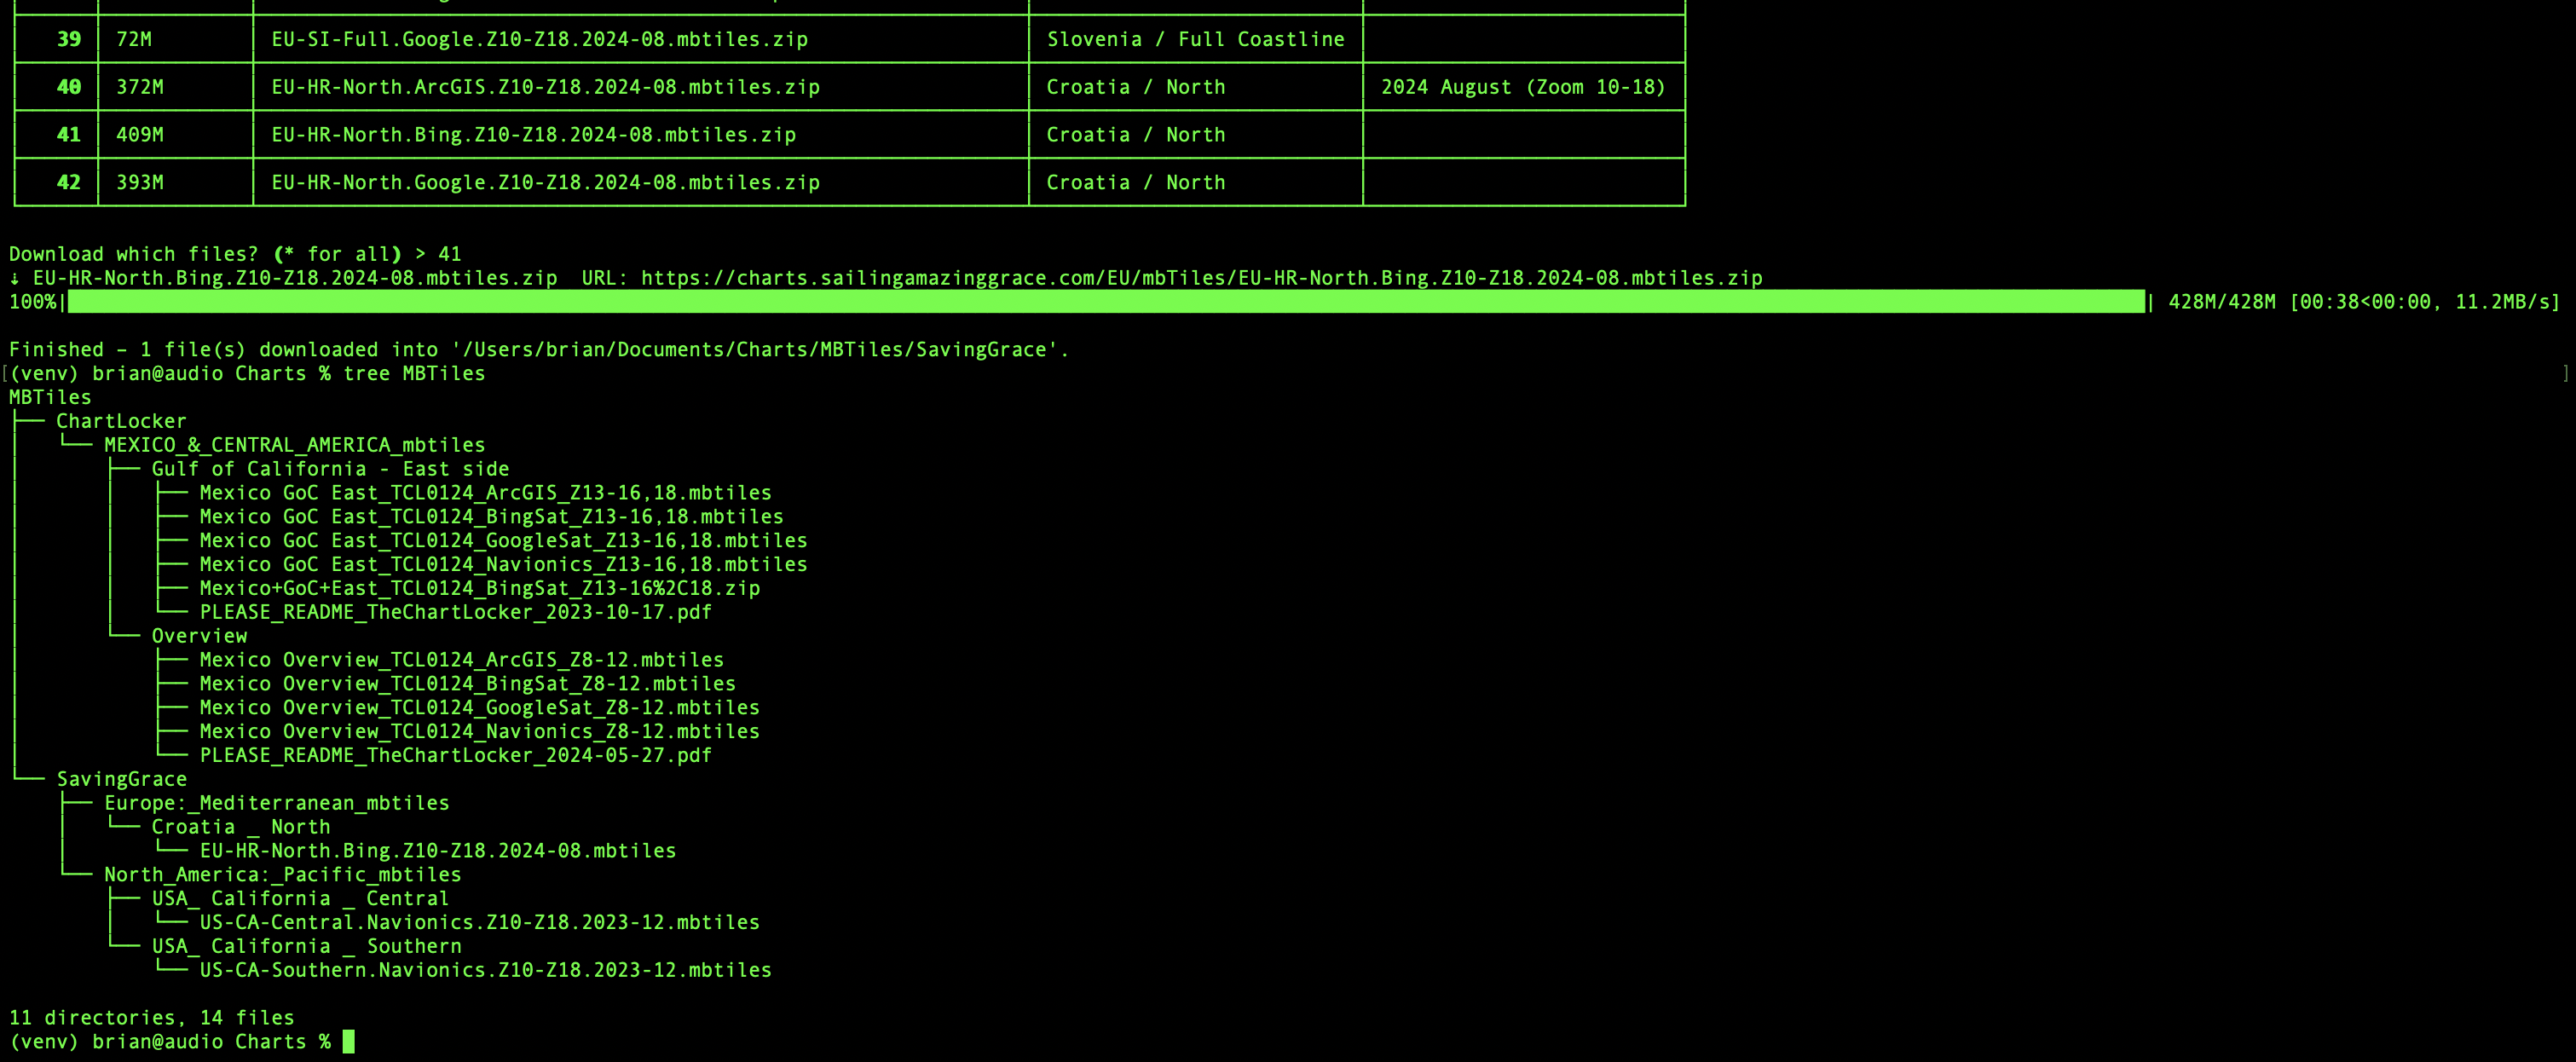 39 │ 72M │ EU-SI-Full.Google.Z10-Z18.2024-08.mbtiles.zip │ Slovenia / Full Coastline │
40 │ 372M │ EU-HR-North.ArcGIS.Z10-Z18.2024-08.mbtiles.zip │ Croatia / North │ 2024 August (Zoom 10-18)
41 │ 409M │ EU-HR-North.Bing.Z10-Z18.2024-08.mbtiles.zip │ Croatia / North │
42 │ 393M │ EU-HR-North.Google.Z10-Z18.2024-08.mbtiles.zip │ Croatia / North │
Download which files? (* for all) > 41
↓ EU-HR-North.Bing.Z10-Z18.2024-08.mbtiles.zip  URL: https://charts.sailingamazinggrace.com/EU/mbTiles/EU-HR-North.Bing.Z10-Z18.2024-08.mbtiles.zip
100%| | 428M/428M [00:38<00:00, 11.2MB/s]
Finished – 1 file(s) downloaded into '/Users/brian/Documents/Charts/MBTiles/SavingGrace'.
[(venv) brian@audio Charts % tree MBTiles ]
MBTiles
├── ChartLocker
│   └── MEXICO_&_CENTRAL_AMERICA_mbtiles
│       ├── Gulf of California - East side
│       │   ├── Mexico GoC East_TCL0124_ArcGIS_Z13-16,18.mbtiles
│       │   ├── Mexico GoC East_TCL0124_BingSat_Z13-16,18.mbtiles
│       │   ├── Mexico GoC East_TCL0124_GoogleSat_Z13-16,18.mbtiles
│       │   ├── Mexico GoC East_TCL0124_Navionics_Z13-16,18.mbtiles
│       │   ├── Mexico+GoC+East_TCL0124_BingSat_Z13-16%2C18.zip
│       │   └── PLEASE_README_TheChartLocker_2023-10-17.pdf
│       └── Overview
│           ├── Mexico Overview_TCL0124_ArcGIS_Z8-12.mbtiles
│           ├── Mexico Overview_TCL0124_BingSat_Z8-12.mbtiles
│           ├── Mexico Overview_TCL0124_GoogleSat_Z8-12.mbtiles
│           ├── Mexico Overview_TCL0124_Navionics_Z8-12.mbtiles
│           └── PLEASE_README_TheChartLocker_2024-05-27.pdf
└── SavingGrace
    ├── Europe:_Mediterranean_mbtiles
    │   └── Croatia _ North
    │       └── EU-HR-North.Bing.Z10-Z18.2024-08.mbtiles
    └── North_America:_Pacific_mbtiles
        ├── USA_ California _ Central
        │   └── US-CA-Central.Navionics.Z10-Z18.2023-12.mbtiles
        └── USA_ California _ Southern
            └── US-CA-Southern.Navionics.Z10-Z18.2023-12.mbtiles
11 directories, 14 files
(venv) brian@audio Charts %